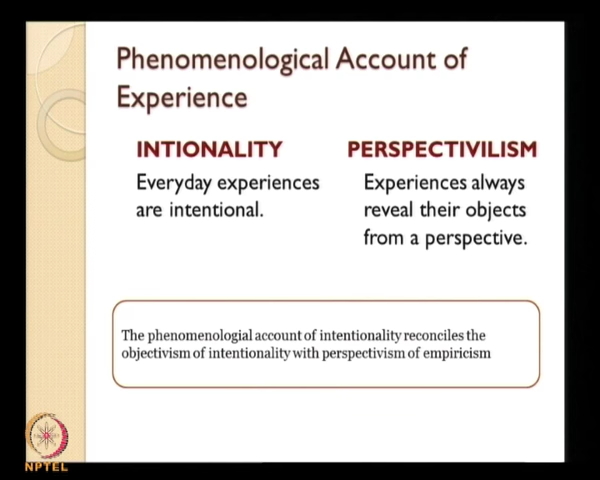 Phenomenological Account of
Experience
INTIONALITY
Everyday experiences
are intentional.
PERSPECTIVILISM
Experiences always
reveal their objects
from a perspective.
The phenomenologial account of intentionality reconciles the
objectivism of intentionality with perspectivism of empiricism
NPTEL